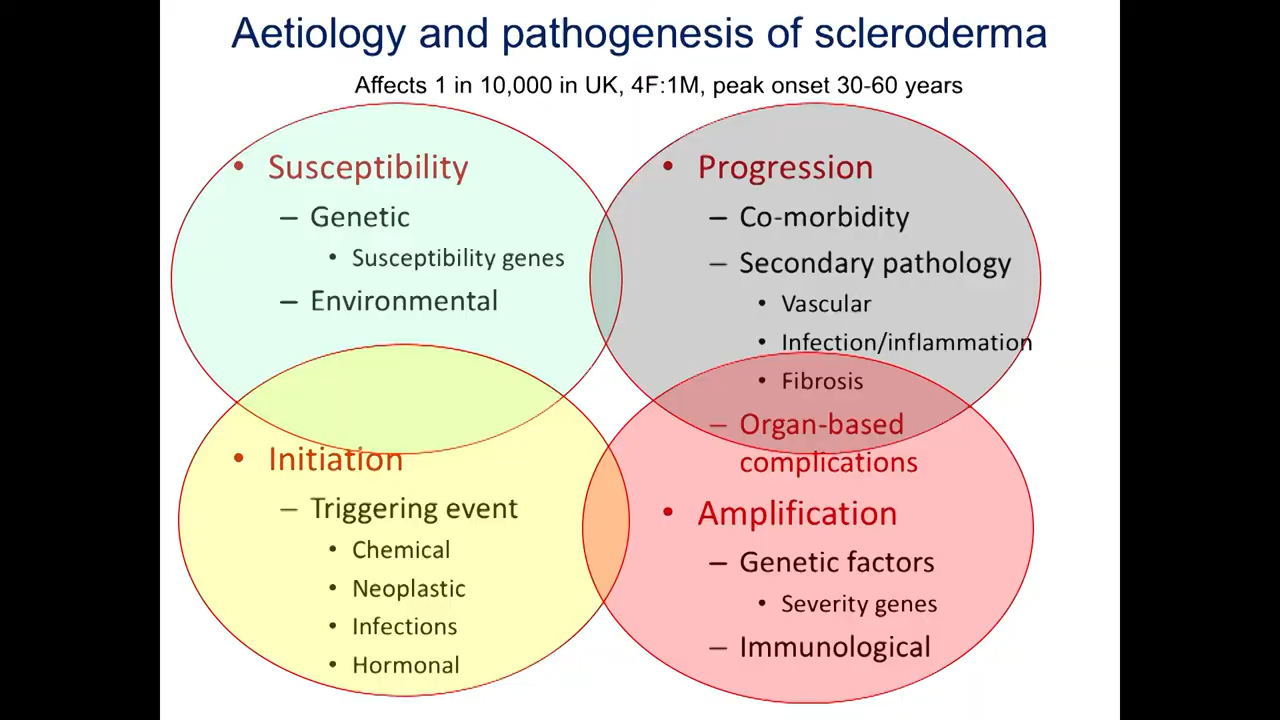 Aetiology and pathogenesis of scleroderma
Affects 1 in 10,000 in UK, 4F:1M, peak onset 30-60 years
• Susceptibility
– Genetic
• Susceptibility genes
– Environmental
• Initiation
– Triggering event
• Chemical
• Neoplastic
• Infections
• Hormonal
• Progression
– Co-morbidity
– Secondary pathology
• Vascular
• Infection/inflammation
• Fibrosis
– Organ-based
complications
• Amplification
– Genetic factors
• Severity genes
– Immunological